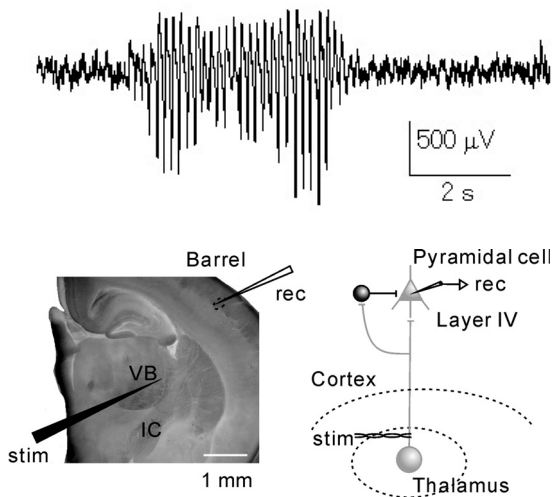 500 µV
2 s
Barrel
rec
VB
IC
stim
1 mm
Pyramidal cell
rec
Layer IV
Cortex
stim
Thalamus